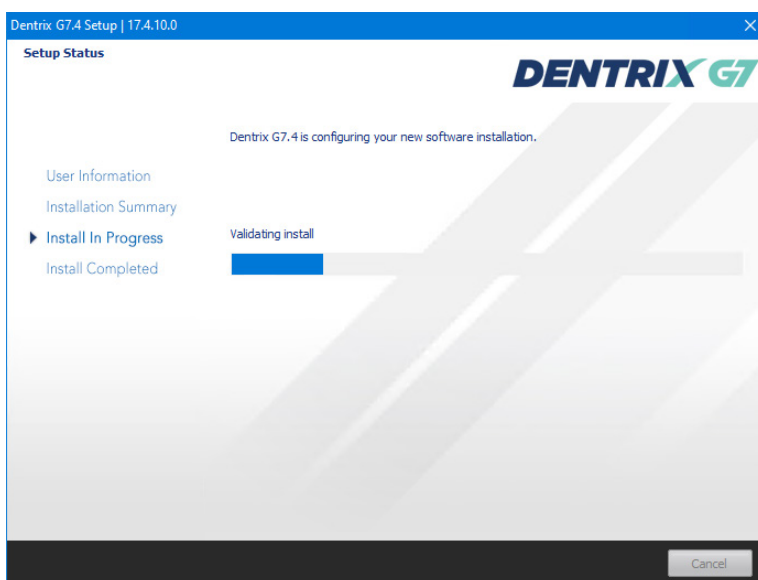 Dentrix G7.4 Setup | 17.4.10.0
Setup Status
DENTRIX G7
Dentrix G7.4 is configuring your new software installation.
User Information
Installation Summary
Install In Progress
Install Completed
Validating install
Cancel